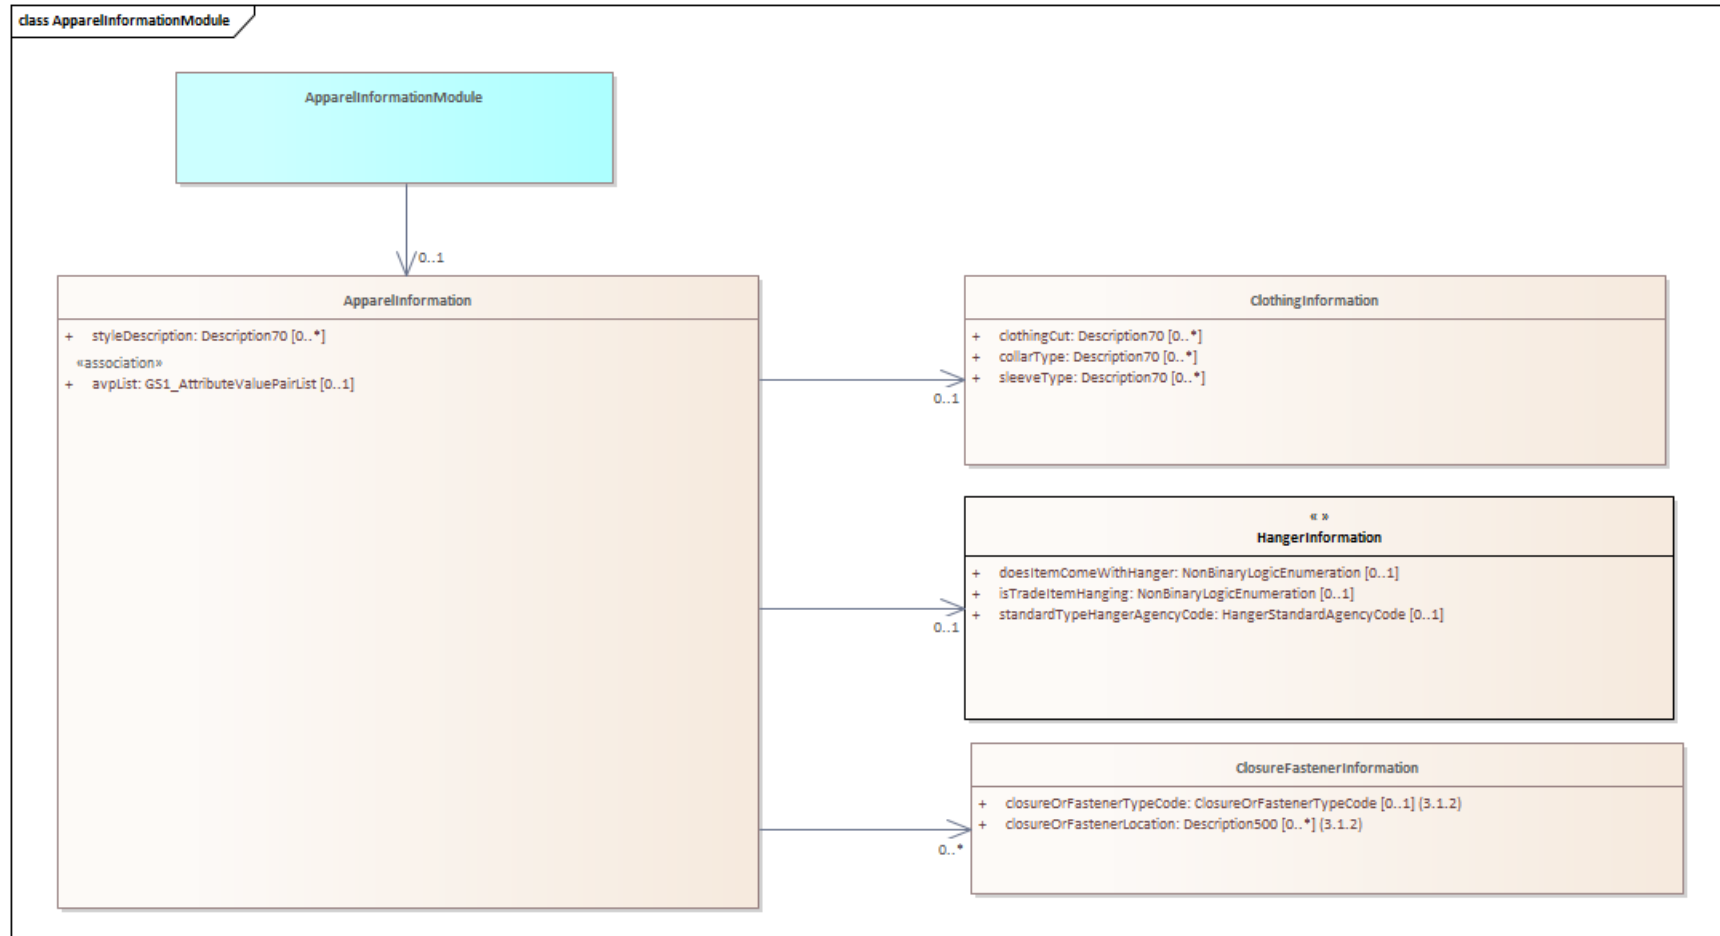 class ApparelInformationModule
ApparelInformationModule
0..1
ApparelInformation
+ styleDescription: Description70 [0..*]
«association»
+ avpList: GS1_AttributeValuePairList [0..1]
0..1
ClothingInformation
+ clothingCut: Description70 [0..*]
+ collarType: Description70 [0..*]
+ sleeveType: Description70 [0..*]
0..1
« »
HangerInformation
+ doesItemComeWithHanger: NonBinaryLogicEnumeration [0..1]
+ isTradeItemHanging: NonBinaryLogicEnumeration [0..1]
+ standardTypeHangerAgencyCode: HangerStandardAgencyCode [0..1]
0..*
ClosureFastenerInformation
+ closureOrFastenerTypeCode: ClosureOrFastenerTypeCode [0..1] (3.1.2)
+ closureOrFastenerLocation: Description500 [0..*] (3.1.2)